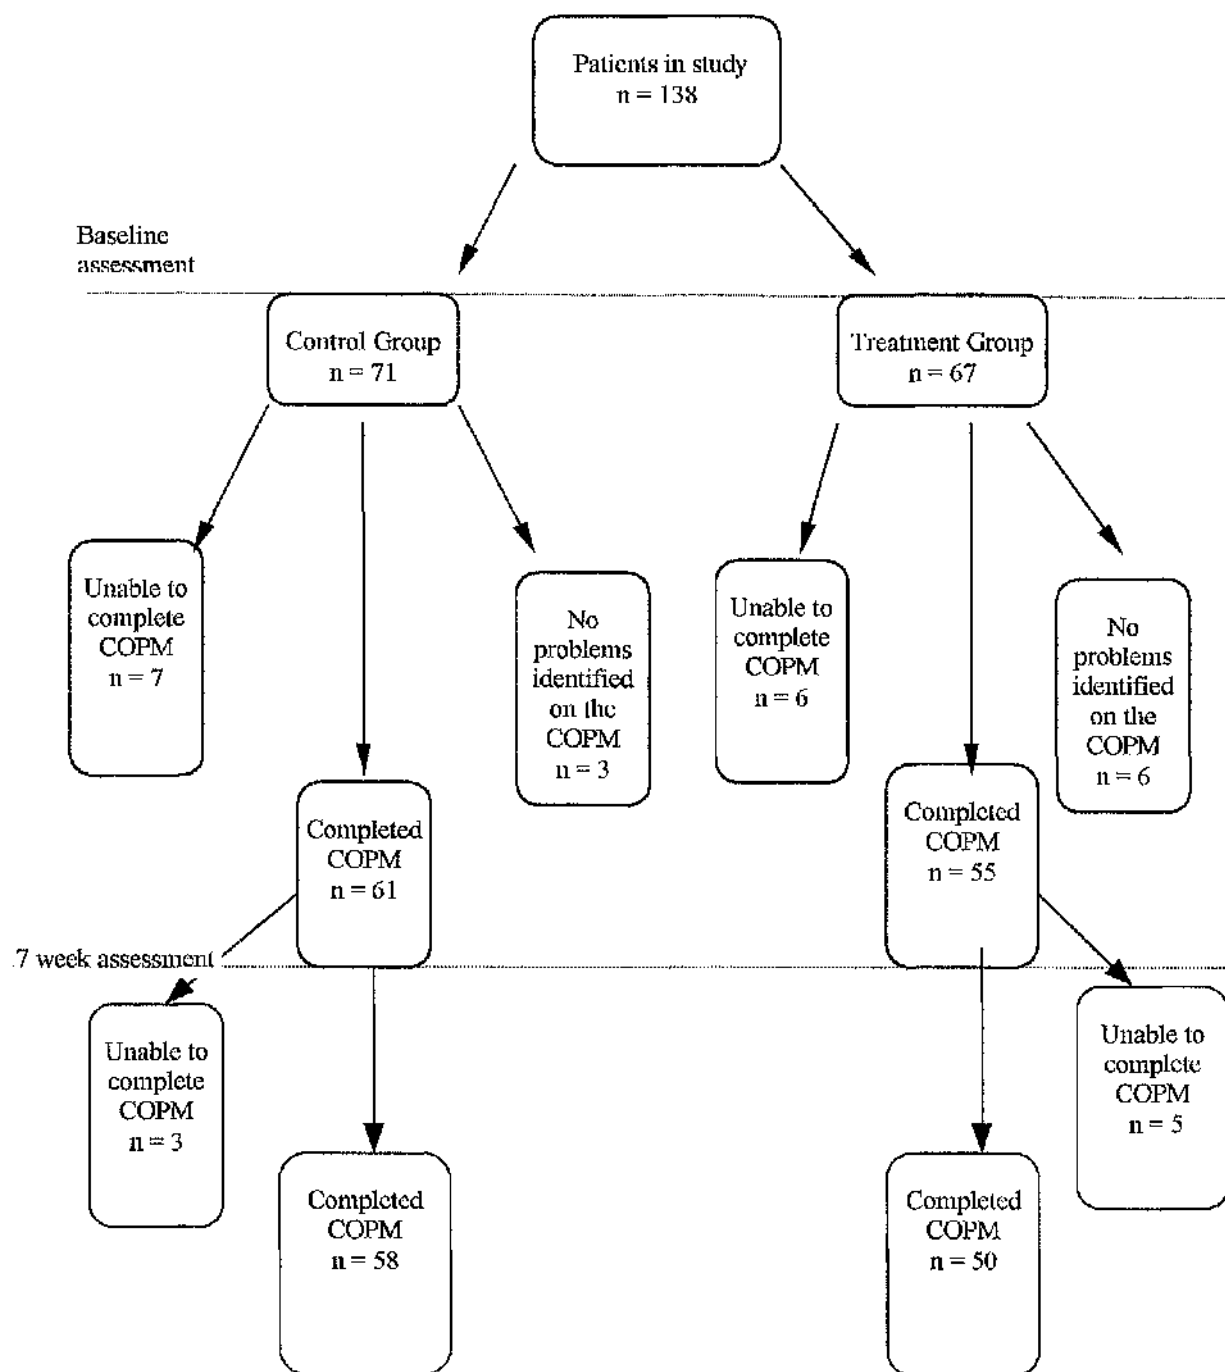 Patients in study
n = 138
Baseline
assessment
Control Group
n = 71
Treatment Group
n = 67
Unable to
complete
COPM
n = 7
No
problems
identified
on the
COPM
n = 3
Unable to
complete
COPM
n = 6
No
problems
identified
on the
COPM
n = 6
Completed
COPM
n = 61
Completed
COPM
n = 55
7 week assessment
Unable to
complete
COPM
n = 3
Completed
COPM
n = 58
Completed
COPM
n = 50
Unable to
complete
COPM
n = 5